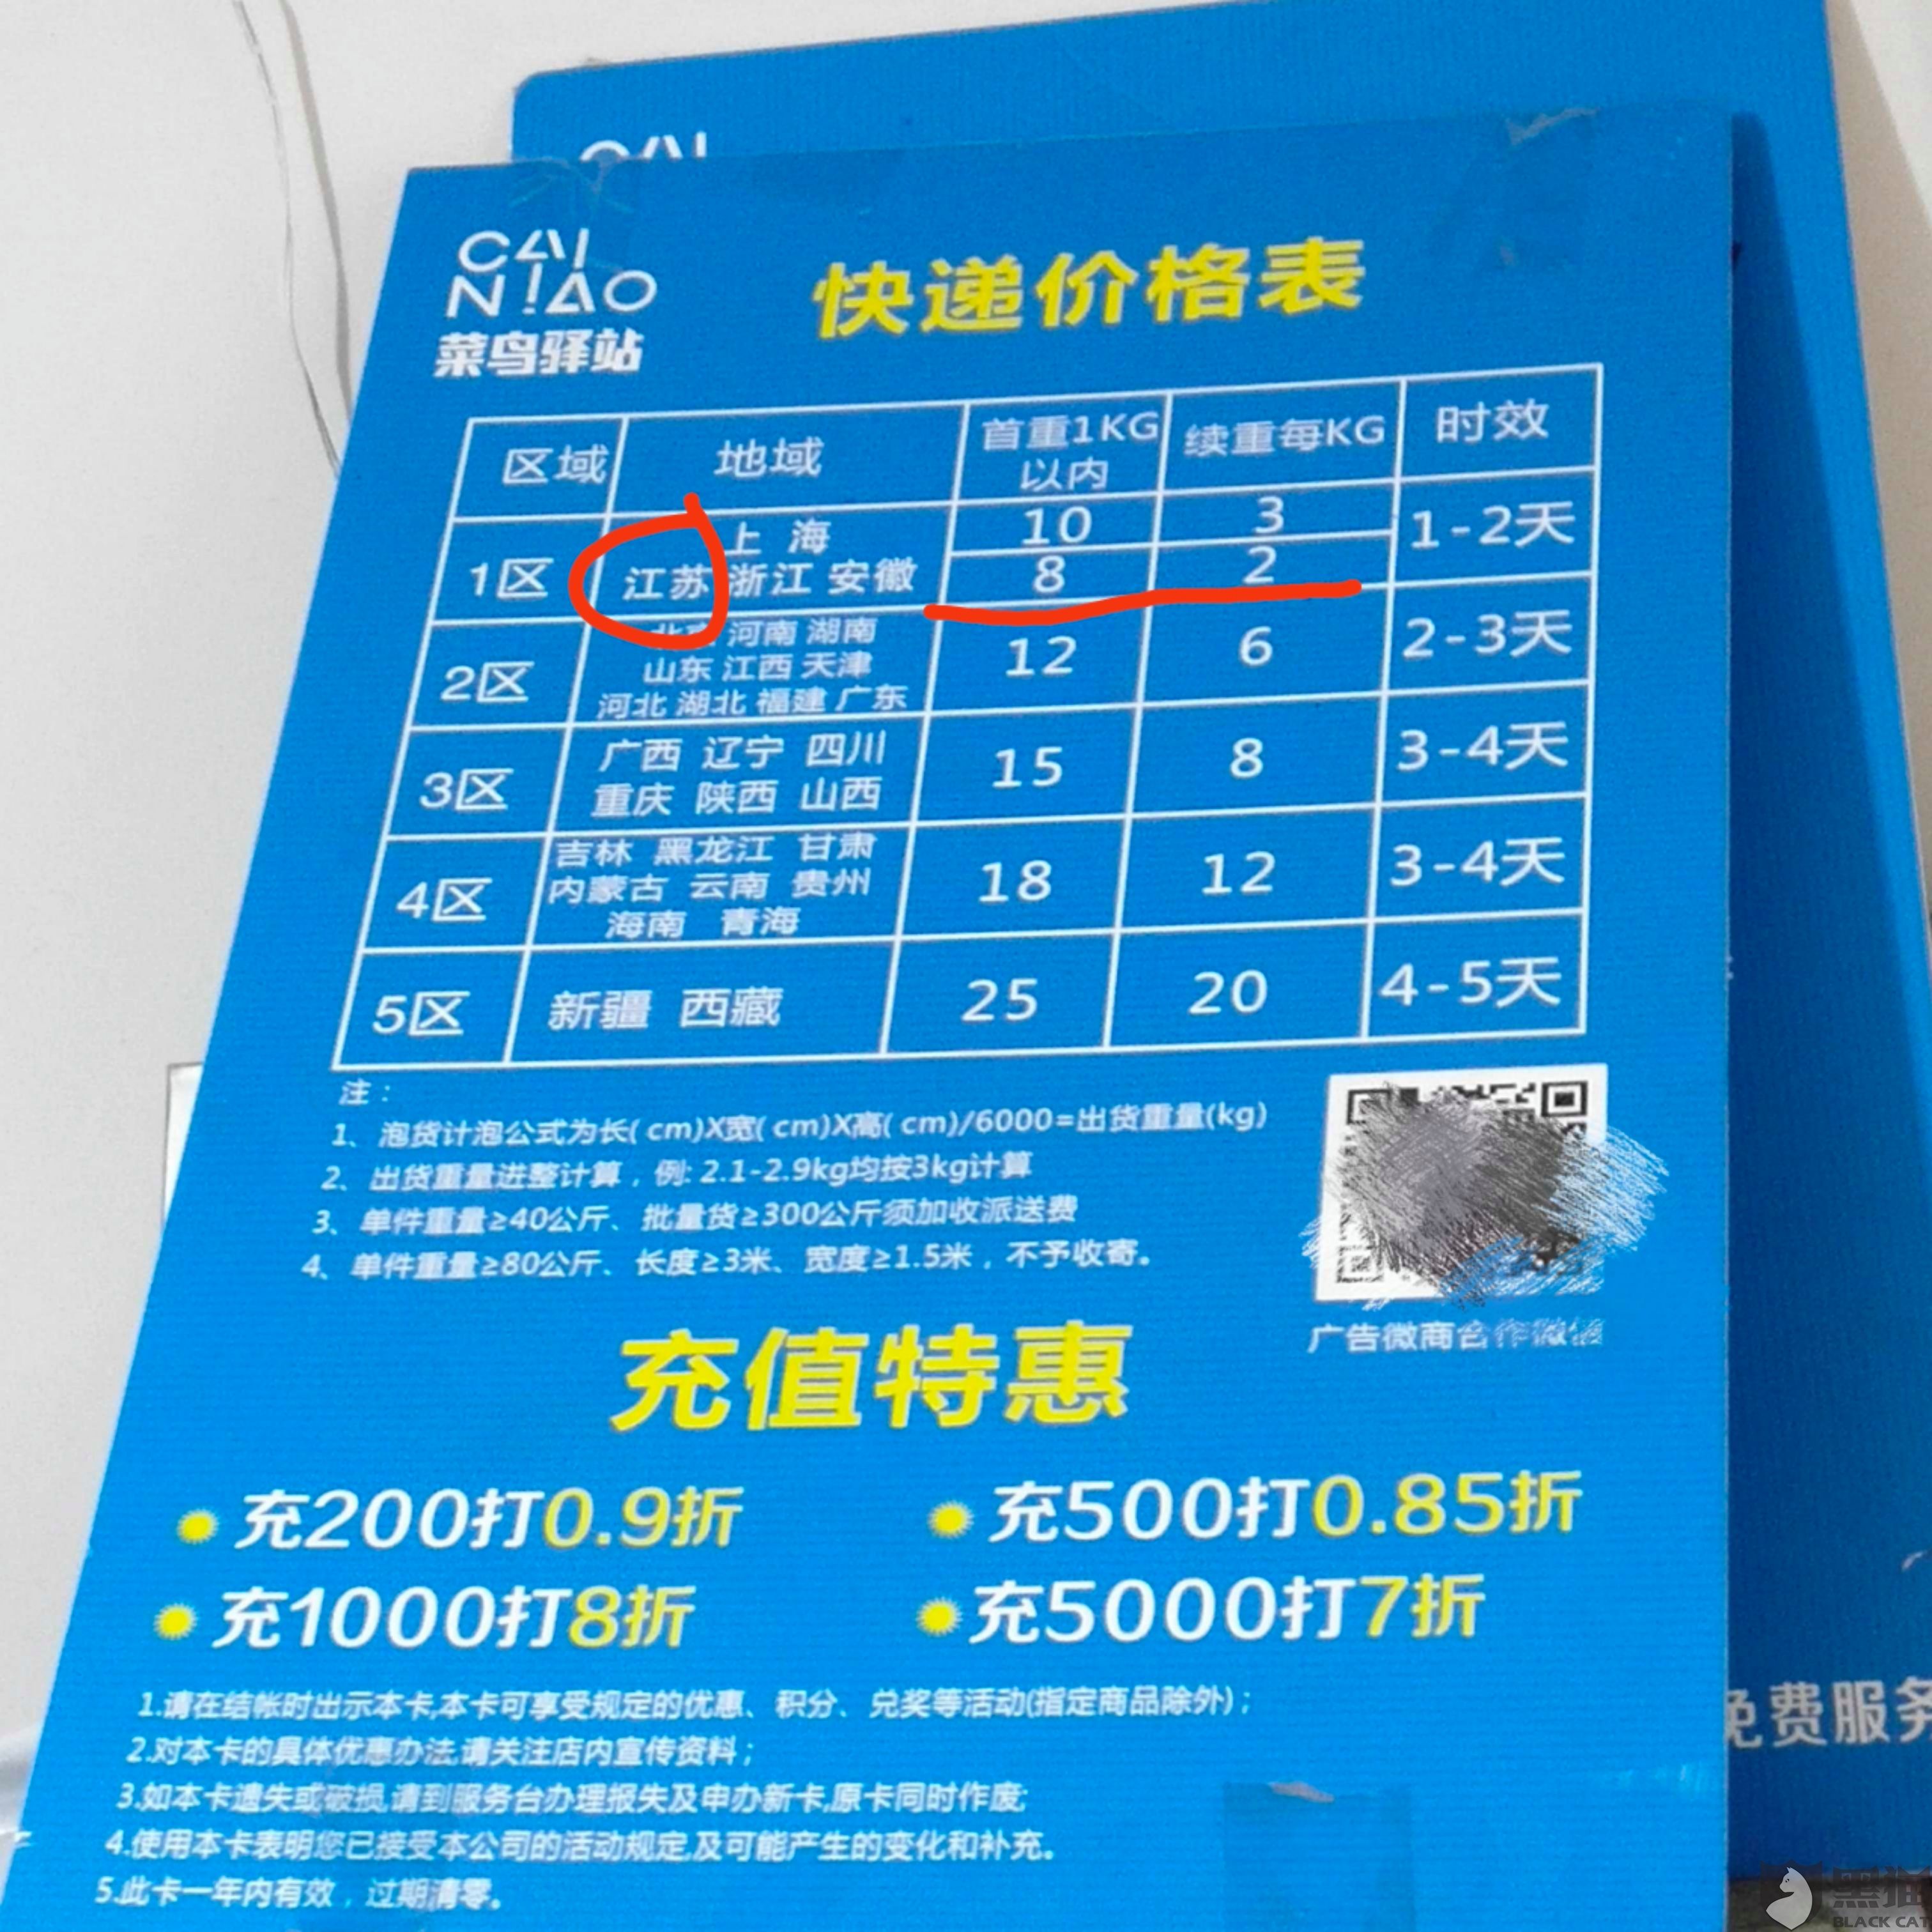 CAI
NIAO
菜鸟驿站
快递价格表
区域 地域 首重1KG以内 续重每KG 时效
1区 上海 10 3 1-2天
江苏 浙江 安徽 8 2
2区 河南 湖南 12 6 2-3天
山东 江西 天津
河北 湖北 福建 广东
3区 广西 辽宁 四川 15 8 3-4天
重庆 陕西 山西
4区 吉林 黑龙江 甘肃 18 12 3-4天
内蒙古 云南 贵州
海南 青海
5区 新疆 西藏 25 20 4-5天
注：
1、泡货计泡公式为长( cm)X宽( cm)X高( cm)/6000=出货重量(kg)
2、出货重量进整计算，例: 2.1-2.9kg均按3kg计算
3、单件重量≥40公斤、批量货≥300公斤须加收派送费
4、单件重量≥80公斤、长度≥3米、宽度≥1.5米，不予收寄。
广告微商合作微信
充值特惠
充200打0.9折 充500打0.85折
充1000打8折 充5000打7折
1.请在结帐时出示本卡,本卡可享受规定的优惠、积分、兑奖等活动(指定商品除外)；
2.对本卡的具体优惠办法,请关注店内宣传资料；
3.如本卡遗失或破损,请到服务台办理报失及申办新卡,原卡同时作废;
4.使用本卡表明您已接受本公司的活动规定,及可能产生的变化和补充。
5.此卡一年内有效，过期清零。
免费服务
黑猫
BLACK CAT